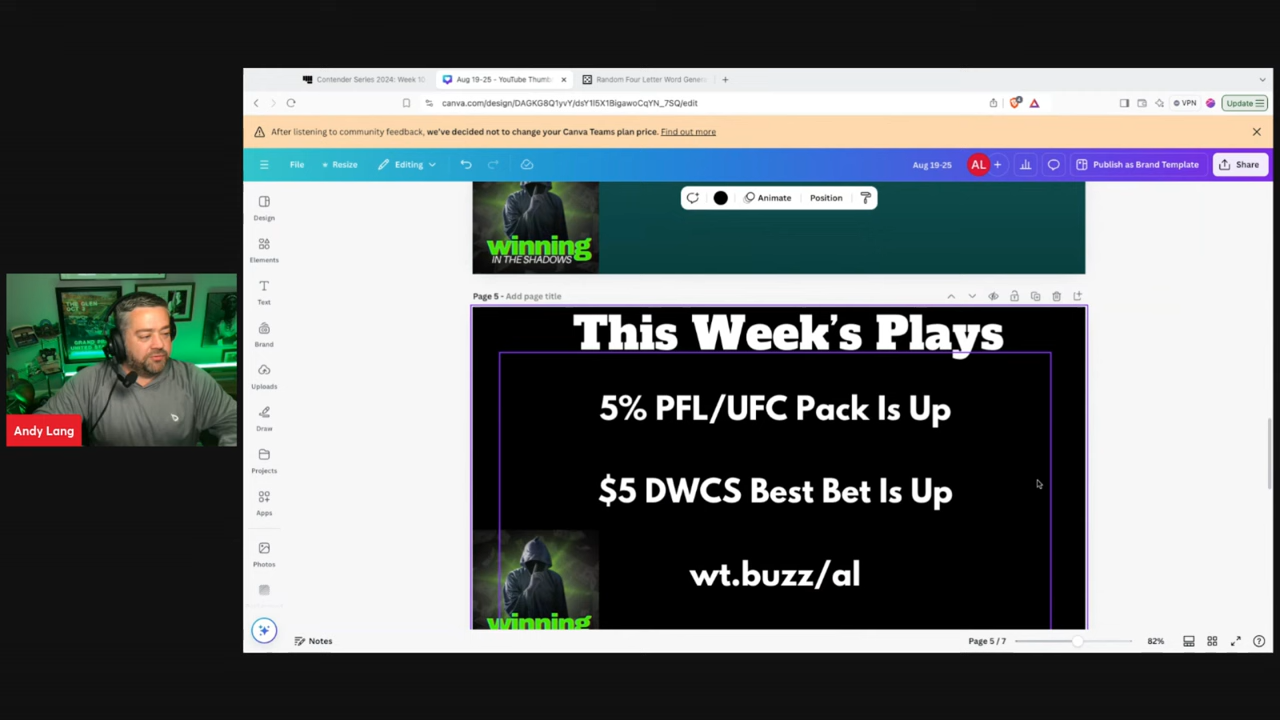 Contender Series 2024: Week 10
Aug 19-25 - YouTube Thumb
Random Four Letter Word Gener
canva.com/design/DAGKG8Q1yvY/dsY1I5X1BigawoCqYN_7SQ/edit
VPN
Update
After listening to community feedback, we've decided not to change your Canva Teams plan price. Find out more
File
Resize
Editing
Aug 19-25
AL
Publish as Brand Template
Share
Design
Elements
Text
Brand
Uploads
Draw
Projects
Apps
Photos
Animate
Position
winning
IN THE SHADOWS
Page 5 - Add page title
This Week's Plays
5% PFL/UFC Pack Is Up
$5 DWCS Best Bet Is Up
wt.buzz/al
winning
Andy Lang
Notes
Page 5 / 7
82%